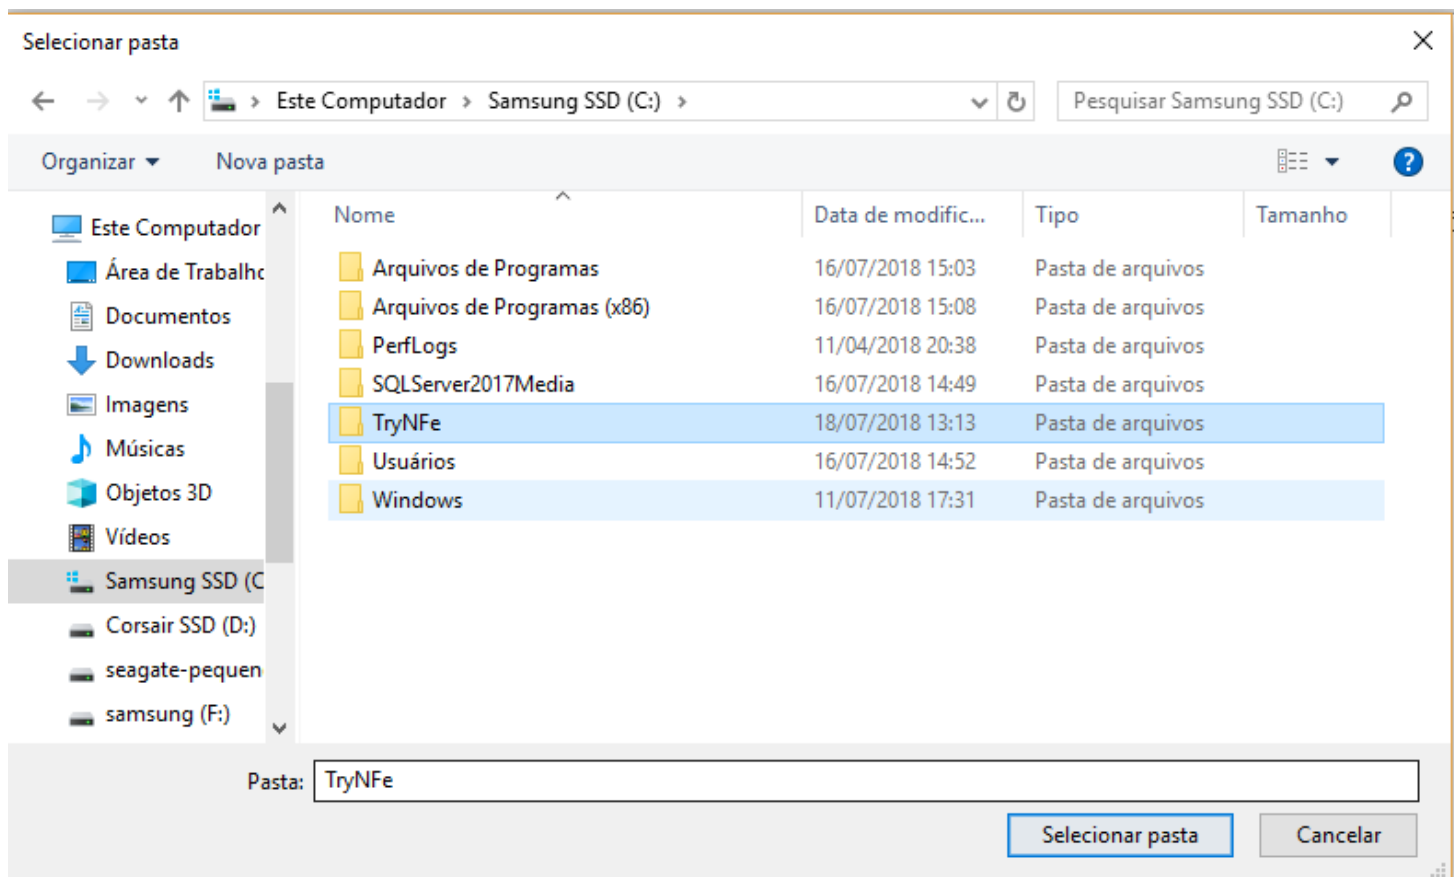 Selecionar pasta
Este Computador > Samsung SSD (C:) >
Pesquisar Samsung SSD (C:)
Organizar
Nova pasta
Este Computador
Área de Trabalho
Documentos
Downloads
Imagens
Músicas
Objetos 3D
Vídeos
Samsung SSD (C
Corsair SSD (D:)
seagate-pequen
samsung (F:)
Nome Data de modific... Tipo Tamanho
Arquivos de Programas 16/07/2018 15:03 Pasta de arquivos
Arquivos de Programas (x86) 16/07/2018 15:08 Pasta de arquivos
PerfLogs 11/04/2018 20:38 Pasta de arquivos
SQLServer2017Media 16/07/2018 14:49 Pasta de arquivos
TryNFe 18/07/2018 13:13 Pasta de arquivos
Usuários 16/07/2018 14:52 Pasta de arquivos
Windows 11/07/2018 17:31 Pasta de arquivos
Pasta: TryNFe
Selecionar pasta
Cancelar